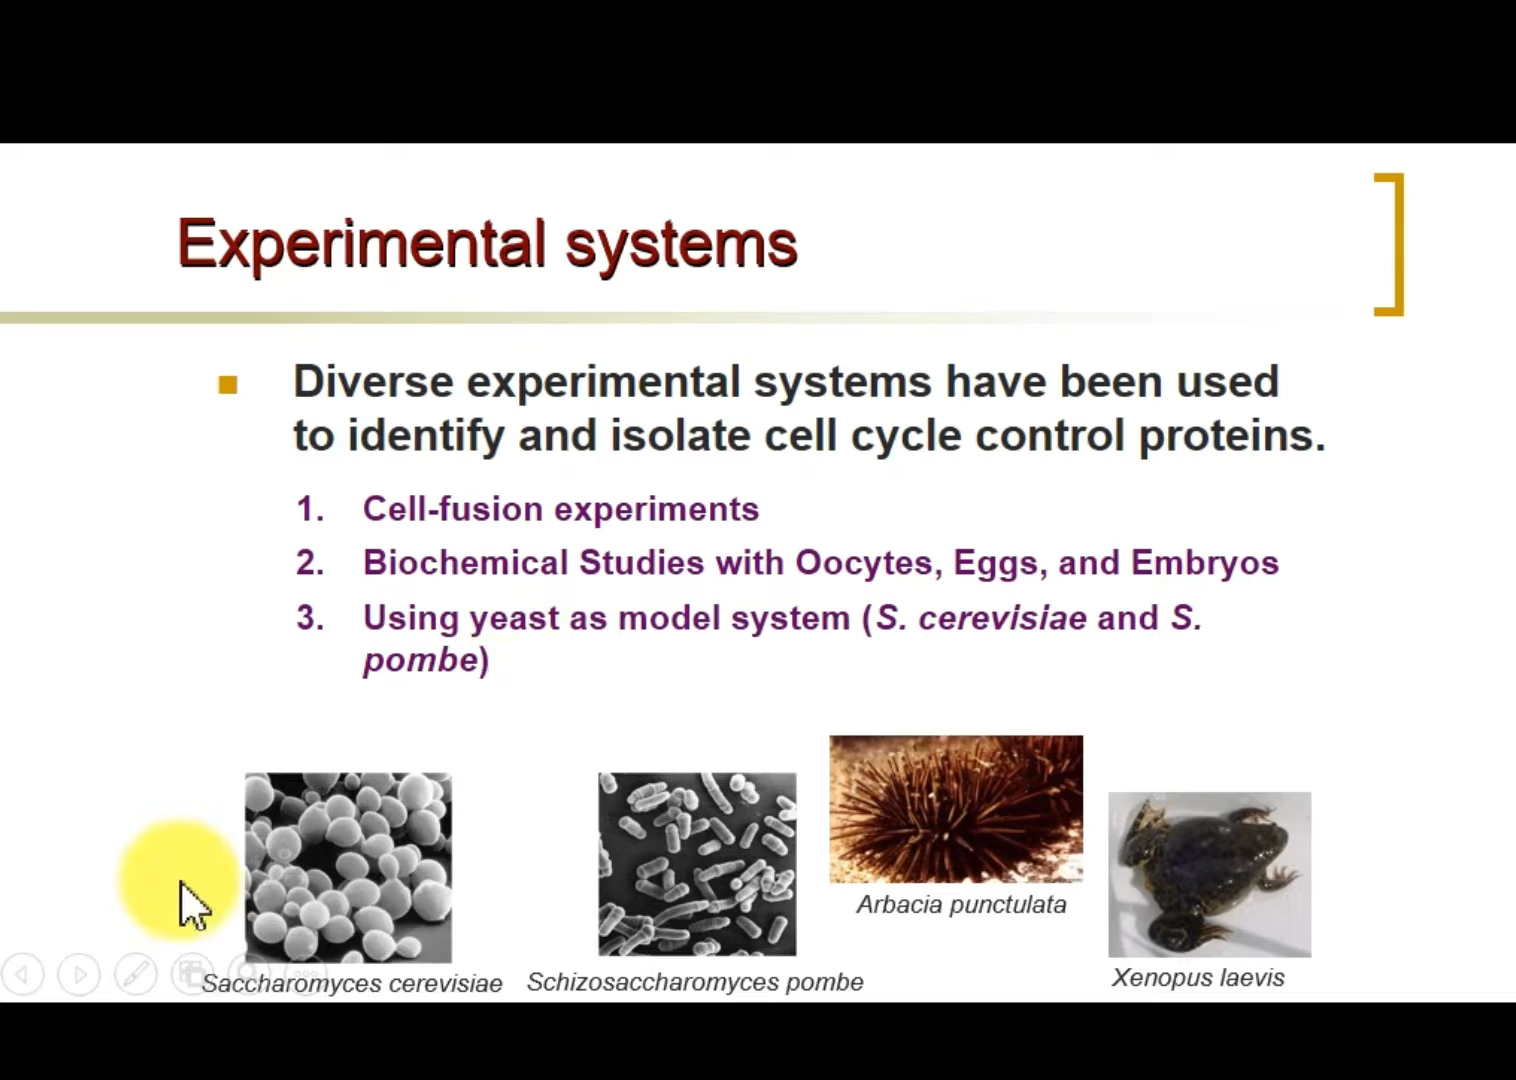 Experimental systems
Diverse experimental systems have been used
to identify and isolate cell cycle control proteins.
1. Cell-fusion experiments
2. Biochemical Studies with Oocytes, Eggs, and Embryos
3. Using yeast as model system (S. cerevisiae and S.
pombe)
Saccharomyces cerevisiae
Schizosaccharomyces pombe
Arbacia punctulata
Xenopus laevis